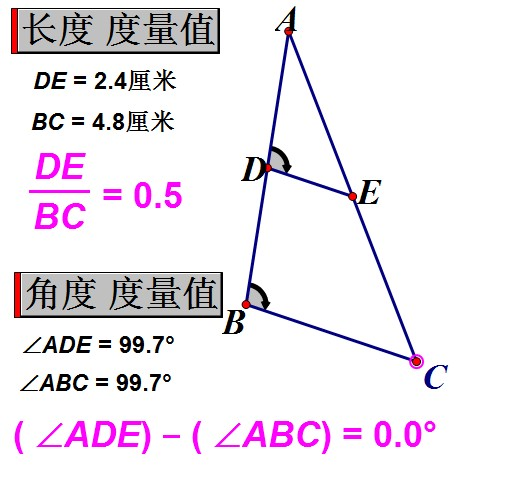 长度 度量值
DE = 2.4厘米
BC = 4.8厘米
DE
BC
= 0.5
角度 度量值
∠ADE = 99.7°
∠ABC = 99.7°
( ∠ADE) – ( ∠ABC) = 0.0°
A
D
E
B
C